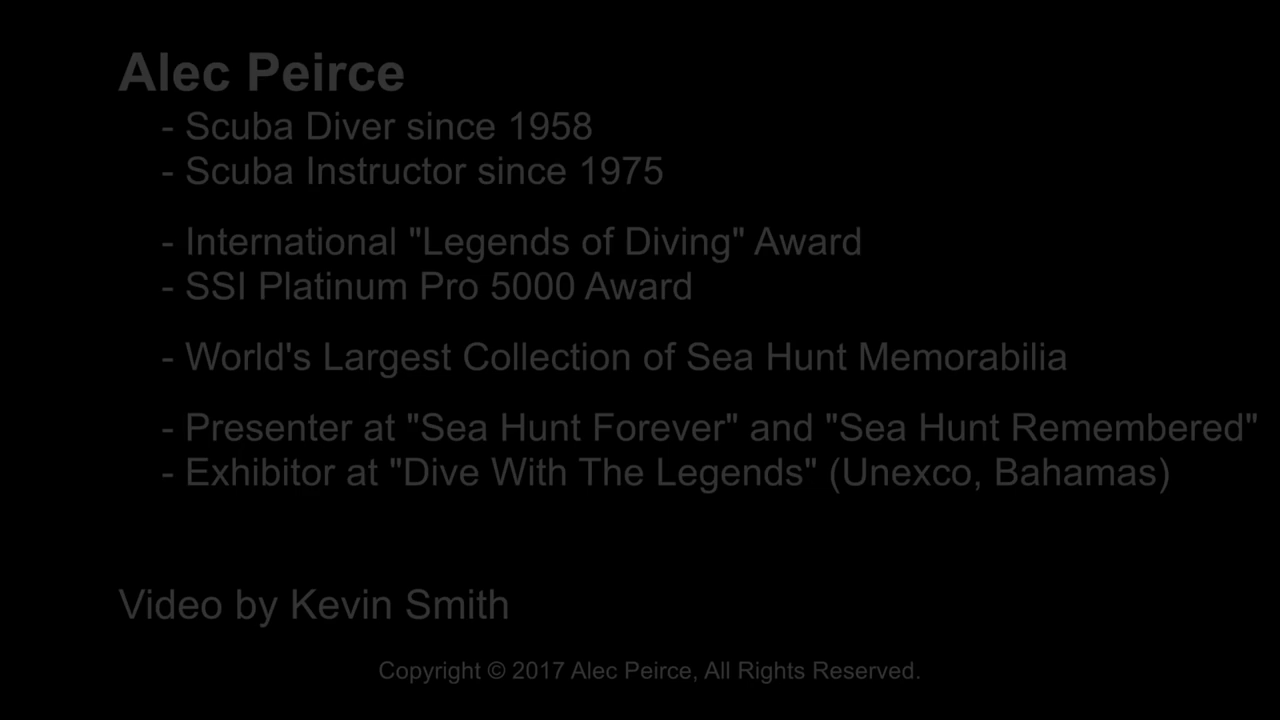 Alec Peirce
- Scuba Diver since 1958
- Scuba Instructor since 1975
- International "Legends of Diving" Award
- SSI Platinum Pro 5000 Award
- World's Largest Collection of Sea Hunt Memorabilia
- Presenter at "Sea Hunt Forever" and "Sea Hunt Remembered"
- Exhibitor at "Dive With The Legends" (Unexco, Bahamas)
Video by Kevin Smith
Copyright © 2017 Alec Peirce, All Rights Reserved.